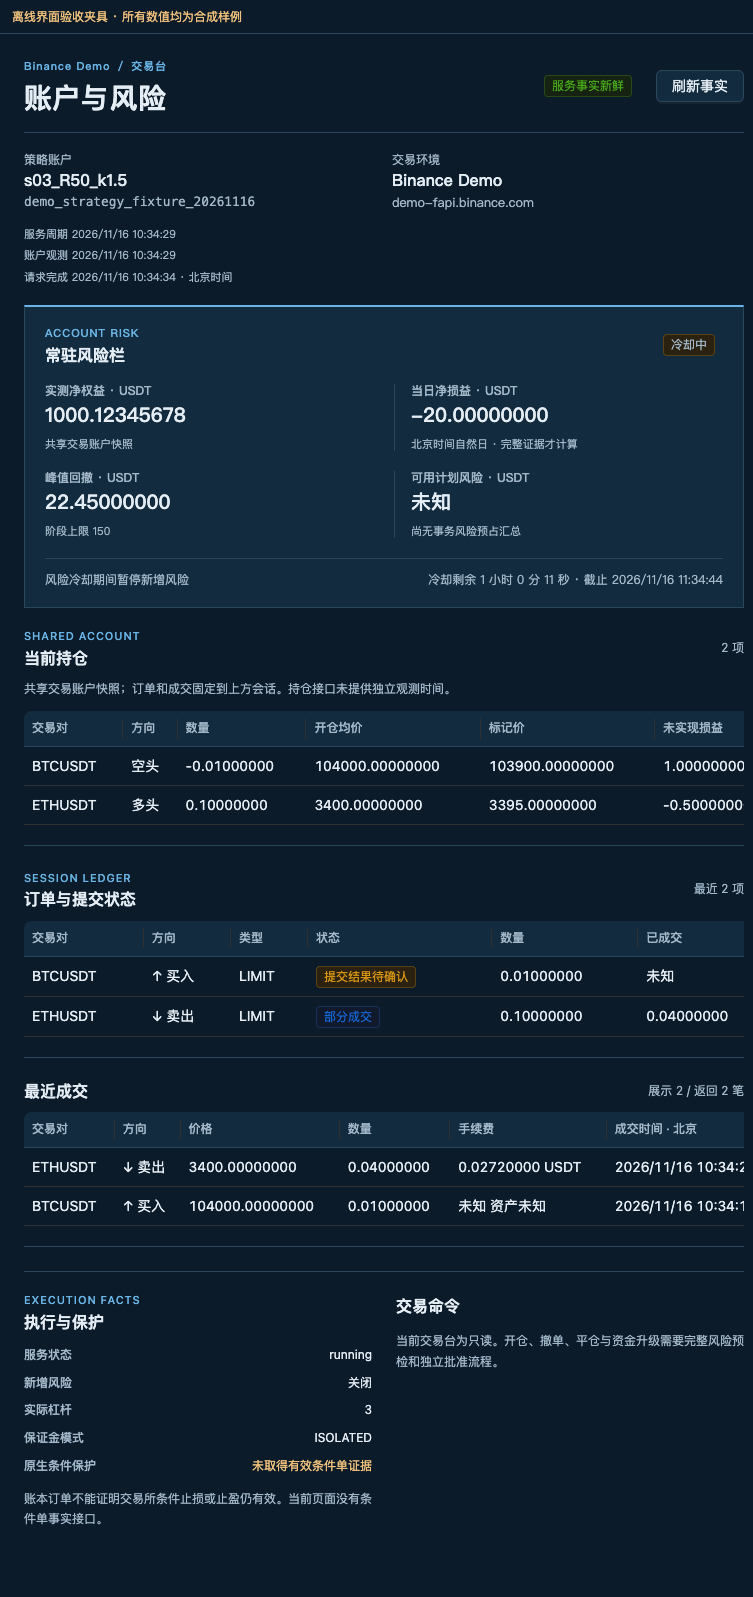 离线界面验收夹具 · 所有数值均为合成样例
Binance Demo / 交易台
账户与风险
服务事实新鲜
刷新事实
策略账户
s03_R50_k1.5
demo_strategy_fixture_20261116
交易环境
Binance Demo
demo-fapi.binance.com
服务周期 2026/11/16 10:34:29
账户观测 2026/11/16 10:34:29
请求完成 2026/11/16 10:34:34 · 北京时间
ACCOUNT RISK
常驻风险栏
冷却中
实测净权益 · USDT
1000.12345678
共享交易账户快照
当日净损益 · USDT
−20.00000000
北京时间自然日 · 完整证据才计算
峰值回撤 · USDT
22.45000000
阶段上限 150
可用计划风险 · USDT
未知
尚无事务风险预占汇总
风险冷却期间暂停新增风险
冷却剩余 1 小时 0 分 11 秒 · 截止 2026/11/16 11:34:44
SHARED ACCOUNT
当前持仓
2 项
共享交易账户快照；订单和成交固定到上方会话。持仓接口未提供独立观测时间。
交易对 方向 数量 开仓均价 标记价 未实现损益
BTCUSDT 空头 -0.01000000 104000.00000000 103900.00000000 1.00000000
ETHUSDT 多头 0.10000000 3400.00000000 3395.00000000 -0.5000000
SESSION LEDGER
订单与提交状态
最近 2 项
交易对 方向 类型 状态 数量 已成交
BTCUSDT ↑ 买入 LIMIT 提交结果待确认 0.01000000 未知
ETHUSDT ↓ 卖出 LIMIT 部分成交 0.10000000 0.04000000
最近成交
展示 2 / 返回 2 笔
交易对 方向 价格 数量 手续费 成交时间 · 北京
ETHUSDT ↓ 卖出 3400.00000000 0.04000000 0.02720000 USDT 2026/11/16 10:34:2
BTCUSDT ↑ 买入 104000.00000000 0.01000000 未知 资产未知 2026/11/16 10:34:1
EXECUTION FACTS
执行与保护
服务状态 running
新增风险 关闭
实际杠杆 3
保证金模式 ISOLATED
原生条件保护 未取得有效条件单证据
账本订单不能证明交易所条件止损或止盈仍有效。当前页面没有条
件单事实接口。
交易命令
当前交易台为只读。开仓、撤单、平仓与资金升级需要完整风险预
检和独立批准流程。